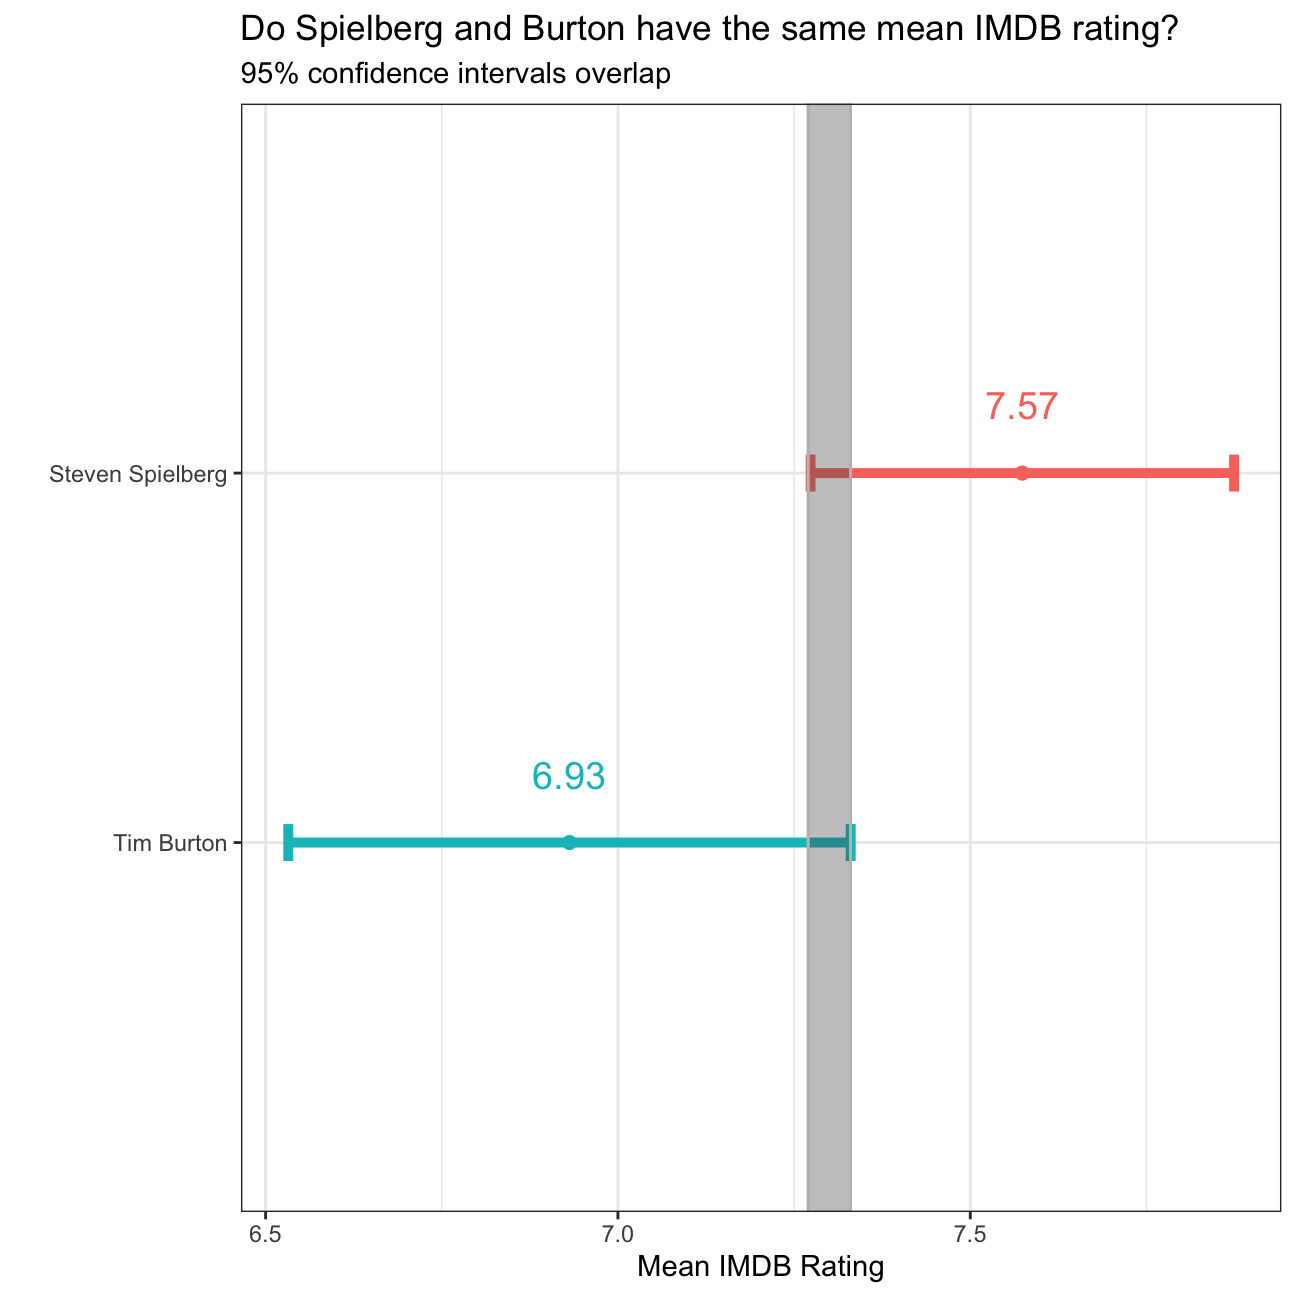 Do Spielberg and Burton have the same mean IMDB rating?
95% confidence intervals overlap
7.57
Steven Spielberg
6.93
Tim Burton
6.5 7.0 7.5
Mean IMDB Rating